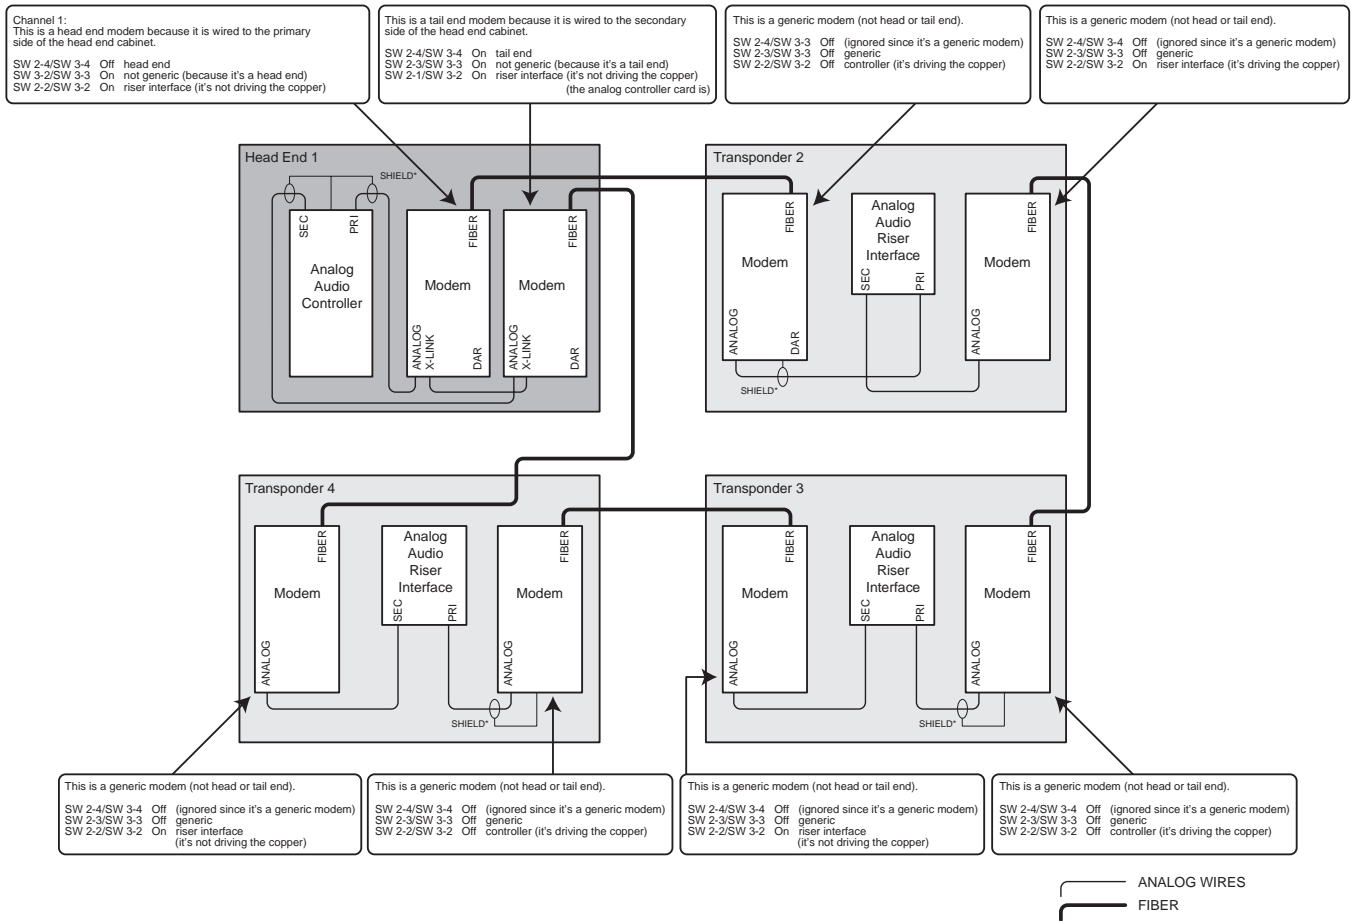 Channel 1:
This is a head end modem because it is wired to the primary
side of the head end cabinet.
SW 2-4/SW 3-4 Off head end
SW 3-2/SW 3-3 On not generic (because it's a head end)
SW 2-2/SW 3-2 On riser interface (it's not driving the copper)
This is a tail end modem because it is wired to the secondary
side of the head end cabinet.
SW 2-4/SW 3-4 On tail end
SW 2-3/SW 3-3 On not generic (because it's a tail end)
SW 2-1/SW 3-2 On riser interface (it's not driving the copper)
(the analog controller card is)
This is a generic modem (not head or tail end).
SW 2-4/SW 3-3 Off (ignored since it's a generic modem)
SW 2-3/SW 3-3 Off generic
SW 2-2/SW 3-2 Off controller (it's driving the copper)
This is a generic modem (not head or tail end).
SW 2-4/SW 3-3 Off (ignored since it's a generic modem)
SW 2-3/SW 3-3 Off generic
SW 2-2/SW 3-2 On riser interface (it's not driving the copper)
Head End 1
SHIELD*
SEC
PRI
Analog
Audio
Controller
FIBER
Modem
ANALOG
X-LINK
DAR
FIBER
Modem
ANALOG
X-LINK
DAR
Transponder 2
FIBER
Modem
ANALOG
DAR
SHIELD*
Analog
Audio
Riser
Interface
SEC
PRI
FIBER
Modem
ANALOG
Transponder 4
FIBER
Modem
ANALOG
Analog
Audio
Riser
Interface
SEC
PRI
FIBER
Modem
ANALOG
SHIELD*
Transponder 3
FIBER
Modem
ANALOG
Analog
Audio
Riser
Interface
SEC
PRI
FIBER
Modem
ANALOG
SHIELD*
This is a generic modem (not head or tail end).
SW 2-4/SW 3-4 Off (ignored since it's a generic modem)
SW 2-3/SW 3-3 Off generic
SW 2-2/SW 3-2 On riser interface
(it's not driving the copper)
This is a generic modem (not head or tail end).
SW 2-4/SW 3-4 Off (ignored since it's a generic modem)
SW 2-3/SW 3-3 Off generic
SW 2-2/SW 3-2 Off controller (it's driving the copper)
This is a generic modem (not head or tail end).
SW 2-4/SW 3-4 Off (ignored since it's a generic modem)
SW 2-3/SW 3-3 Off generic
SW 2-2/SW 3-2 On riser interface
(it's not driving the copper)
This is a generic modem (not head or tail end).
SW 2-4/SW 3-4 Off (ignored since it's a generic modem)
SW 2-3/SW 3-3 Off generic
SW 2-2/SW 3-2 Off controller (it's driving the copper)
ANALOG WIRES
FIBER